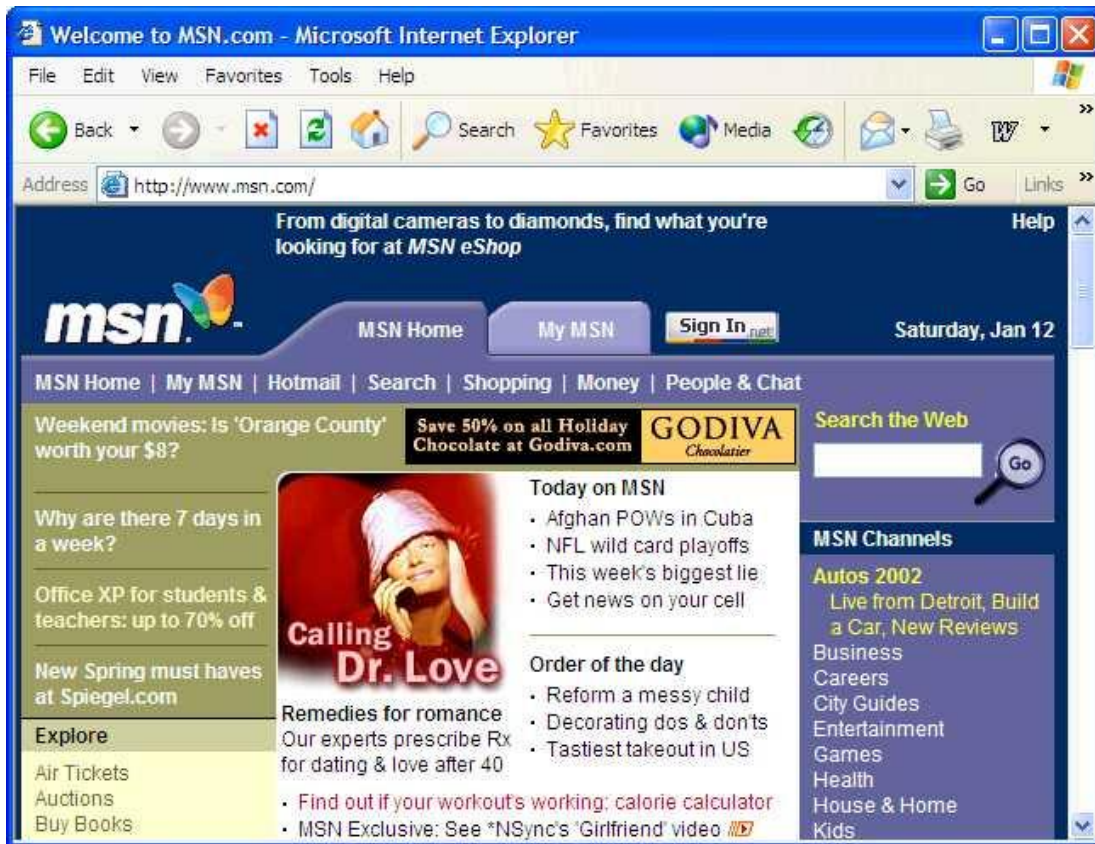 Welcome to MSN.com - Microsoft Internet Explorer
File Edit View Favorites Tools Help
Back Search Favorites Media
Address http://www.msn.com/ Go Links
From digital cameras to diamonds, find what you're
looking for at MSN eShop
Help
msn
MSN Home My MSN Sign In .net Saturday, Jan 12
MSN Home | My MSN | Hotmail | Search | Shopping | Money | People & Chat
Weekend movies: Is 'Orange County'
worth your $8?
Save 50% on all Holiday
Chocolate at Godiva.com
GODIVA
Chocolatier
Why are there 7 days in
a week?
Office XP for students &
teachers: up to 70% off
New Spring must haves
at Spiegel.com
Explore
Air Tickets
Auctions
Buy Books
Calling
Dr. Love
Remedies for romance
Our experts prescribe Rx
for dating & love after 40
Today on MSN
· Afghan POWs in Cuba
· NFL wild card playoffs
· This week's biggest lie
· Get news on your cell
Order of the day
· Reform a messy child
· Decorating dos & don'ts
· Tastiest takeout in US
· Find out if your workout's working: calorie calculator
· MSN Exclusive: See *NSync's 'Girlfriend' video
Search the Web
Go
MSN Channels
Autos 2002
Live from Detroit, Build
a Car, New Reviews
Business
Careers
City Guides
Entertainment
Games
Health
House & Home
Kids